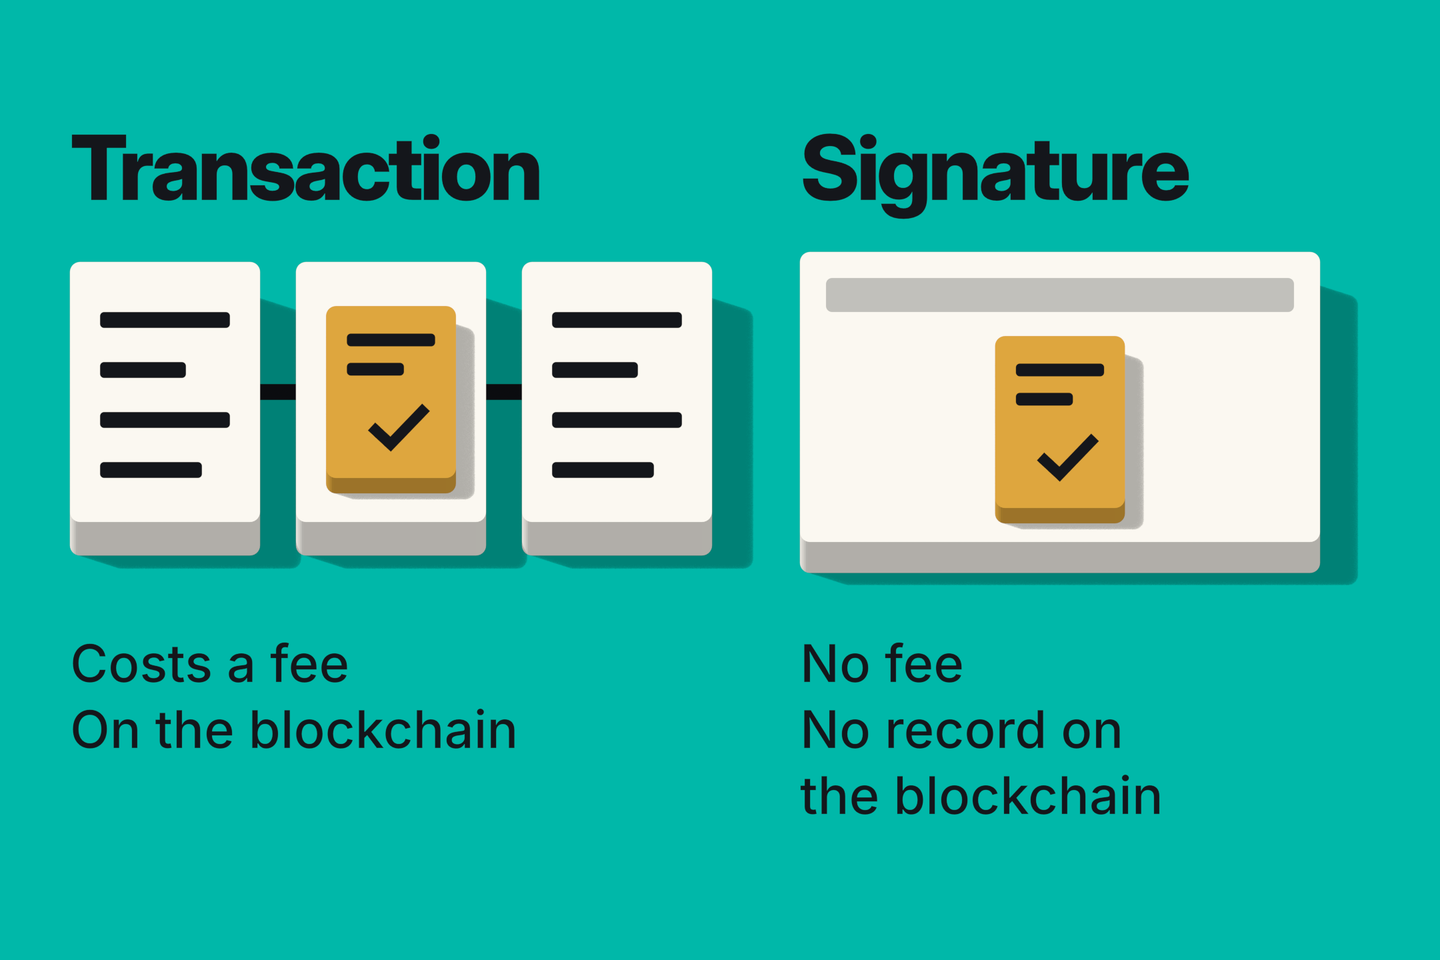 Transaction
Signature
Costs a fee
On the blockchain
No fee
No record on
the blockchain